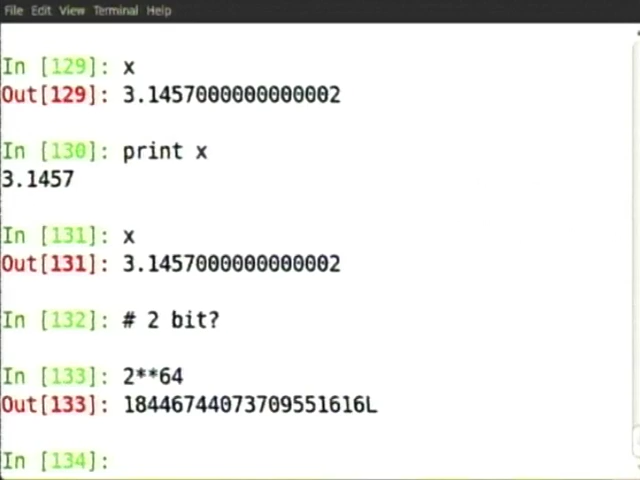 File Edit View Terminal Help
In [129]: x
Out[129]: 3.1457000000000002
In [130]: print x
3.1457
In [131]: x
Out[131]: 3.1457000000000002
In [132]: # 2 bit?
In [133]: 2**64
Out[133]: 18446744073709551616L
In [134]: